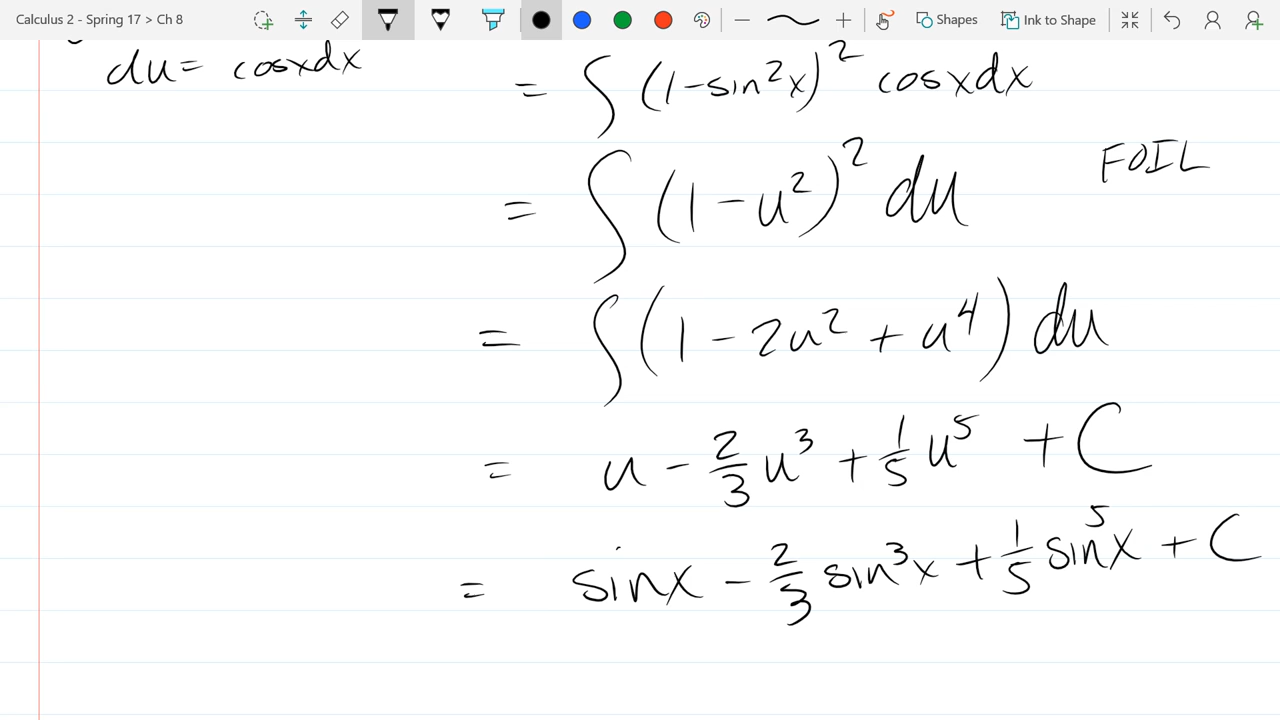 Calculus 2 - Spring 17 > Ch 8
Shapes
Ink to Shape
du = cosxdx
= ∫ (1-sin²x)² cosxdx
FOIL
= ∫ (1-u²)² du
= ∫ (1 - 2u² + u⁴) du
= u - 2/3 u³ + 1/5 u⁵ + C
= sinx - 2/3 sin³x + 1/5 sin⁵x + C